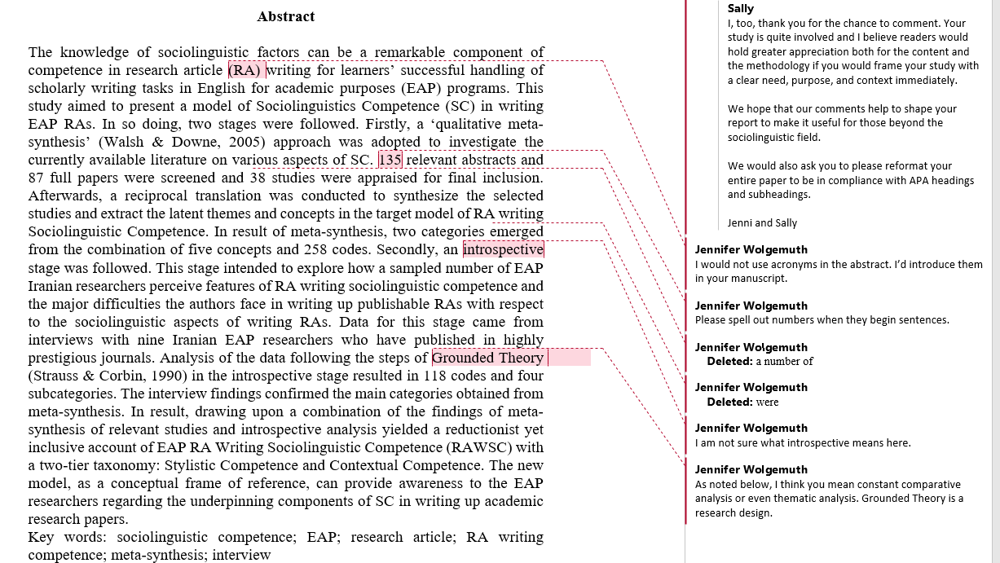 Abstract
The knowledge of sociolinguistic factors can be a remarkable component of
competence in research article (RA) writing for learners' successful handling of
scholarly writing tasks in English for academic purposes (EAP) programs. This
study aimed to present a model of Sociolinguistics Competence (SC) in writing
EAP RAs. In so doing, two stages were followed. Firstly, a ‘qualitative meta-
synthesis’ (Walsh & Downe, 2005) approach was adopted to investigate the
currently available literature on various aspects of SC. 135 relevant abstracts and
87 full papers were screened and 38 studies were appraised for final inclusion.
Afterwards, a reciprocal translation was conducted to synthesize the selected
studies and extract the latent themes and concepts in the target model of RA writing
Sociolinguistic Competence. In result of meta-synthesis, two categories emerged
from the combination of five concepts and 258 codes. Secondly, an introspective
stage was followed. This stage intended to explore how a sampled number of EAP
Iranian researchers perceive features of RA writing sociolinguistic competence and
the major difficulties the authors face in writing up publishable RAs with respect
to the sociolinguistic aspects of writing RAs. Data for this stage came from
interviews with nine Iranian EAP researchers who have published in highly
prestigious journals. Analysis of the data following the steps of Grounded Theory
(Strauss & Corbin, 1990) in the introspective stage resulted in 118 codes and four
subcategories. The interview findings confirmed the main categories obtained from
meta-synthesis. In result, drawing upon a combination of the findings of meta-
synthesis of relevant studies and introspective analysis yielded a reductionist yet
inclusive account of EAP RA Writing Sociolinguistic Competence (RAWSC) with
a two-tier taxonomy: Stylistic Competence and Contextual Competence. The new
model, as a conceptual frame of reference, can provide awareness to the EAP
researchers regarding the underpinning components of SC in writing up academic
research papers.
Key words: sociolinguistic competence; EAP; research article; RA writing
competence; meta-synthesis; interview
Sally
I, too, thank you for the chance to comment. Your
study is quite involved and I believe readers would
hold greater appreciation both for the content and
the methodology if you would frame your study with
a clear need, purpose, and context immediately.
We hope that our comments help to shape your
report to make it useful for those beyond the
sociolinguistic field.
We would also ask you to please reformat your
entire paper to be in compliance with APA headings
and subheadings.
Jenni and Sally
Jennifer Wolgemuth
I would not use acronyms in the abstract. I'd introduce them
in your manuscript.
Jennifer Wolgemuth
Please spell out numbers when they begin sentences.
Jennifer Wolgemuth
Deleted: a number of
Jennifer Wolgemuth
Deleted: were
Jennifer Wolgemuth
I am not sure what introspective means here.
Jennifer Wolgemuth
As noted below, I think you mean constant comparative
analysis or even thematic analysis. Grounded Theory is a
research design.